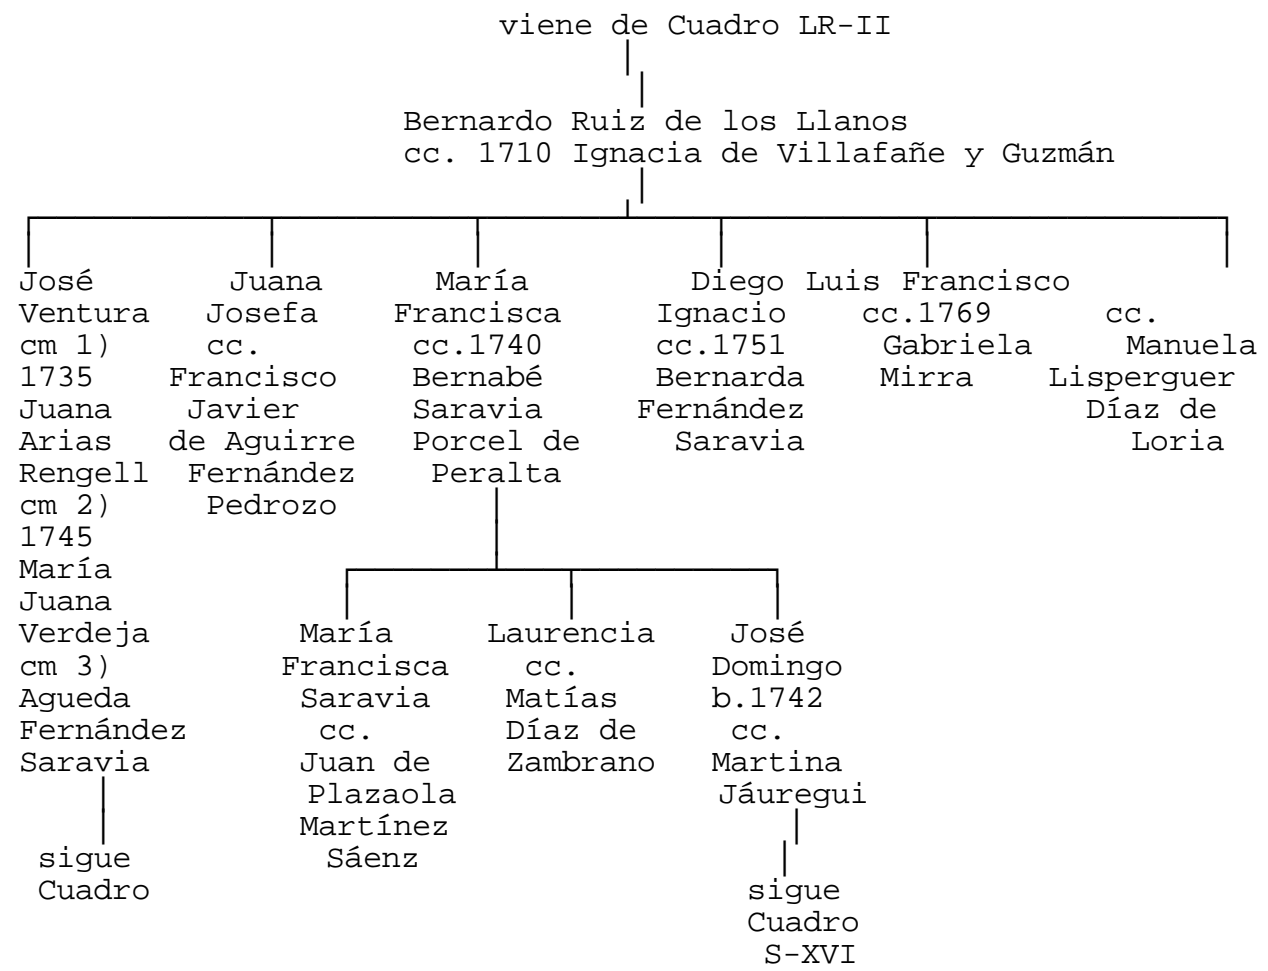 viene de Cuadro LR-II
Bernardo Ruiz de los Llanos
cc. 1710 Ignacia de Villafañe y Guzmán
José Juana María Diego Luis Francisco
Ventura Josefa Francisca Ignacio cc.1769 cc.
cm 1) cc. cc.1740 cc.1751 Gabriela Manuela
1735 Francisco Bernabé Bernarda Mirra Lisperguer
Juana Javier Saravia Fernández Díaz de
Arias de Aguirre Porcel de Saravia Loria
Rengell Fernández Peralta
cm 2) Pedrozo
1745
María
Juana
Verdeja María Laurencia José
cm 3) Francisca cc. Domingo
Agueda Saravia Matías b.1742
Fernández cc. Díaz de cc.
Saravia Juan de Zambrano Martina
Plazaola Jáuregui
Martínez
sigue Sáenz
Cuadro sigue
Cuadro
S-XVI